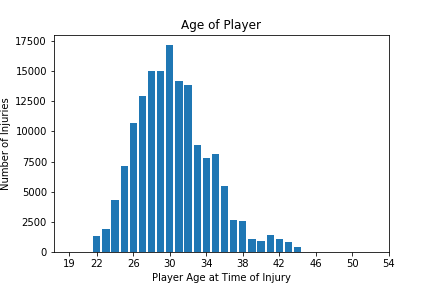 Age of Player
17500
15000
12500
10000
7500
5000
2500
0
Number of Injuries
19 22 26 30 34 38 42 46 50 54
Player Age at Time of Injury